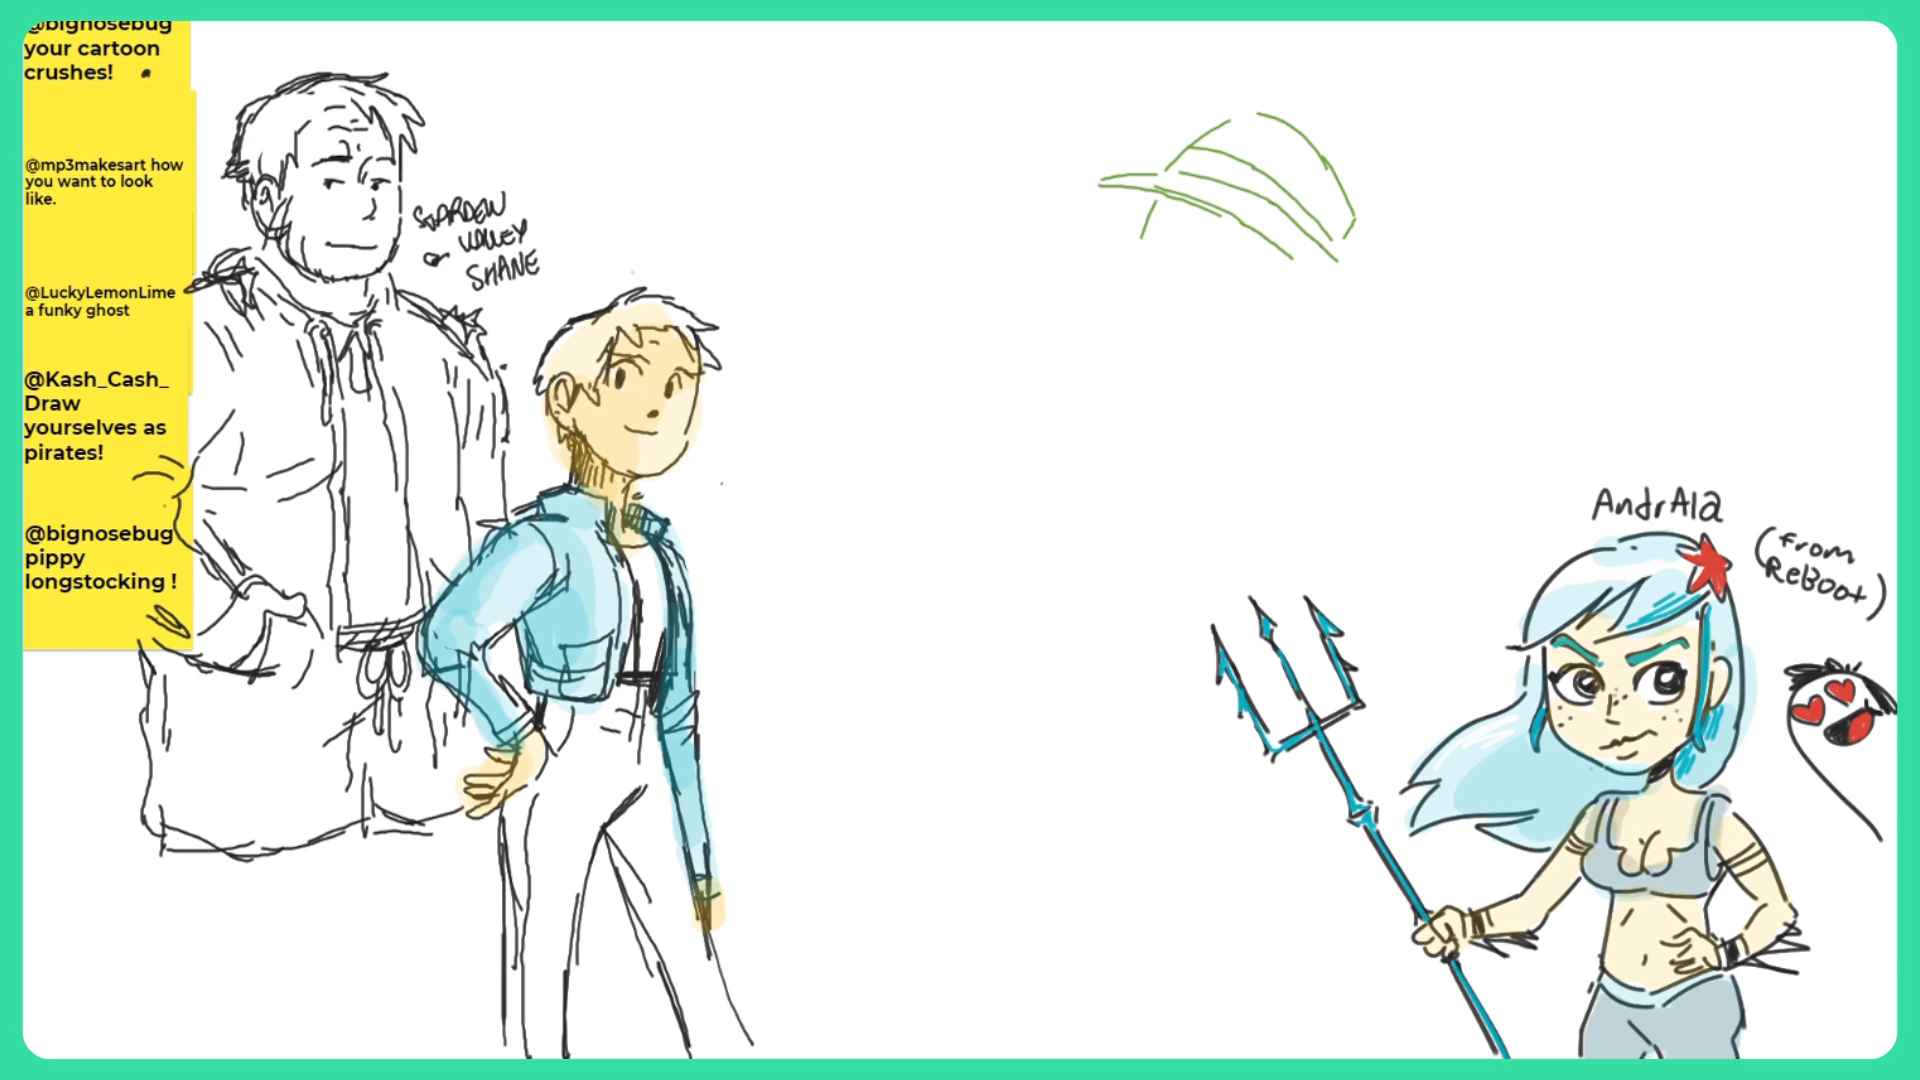 @bignosebug
your cartoon
crushes!
@mp3makesart how
you want to look
like.
@LuckyLemonLime
a funky ghost
@Kash_Cash_
Draw
yourselves as
pirates!
@bignosebug
pippy
longstocking !
STARDEW
VALLEY
SHANE
AndrAIa
(from
ReBoot)